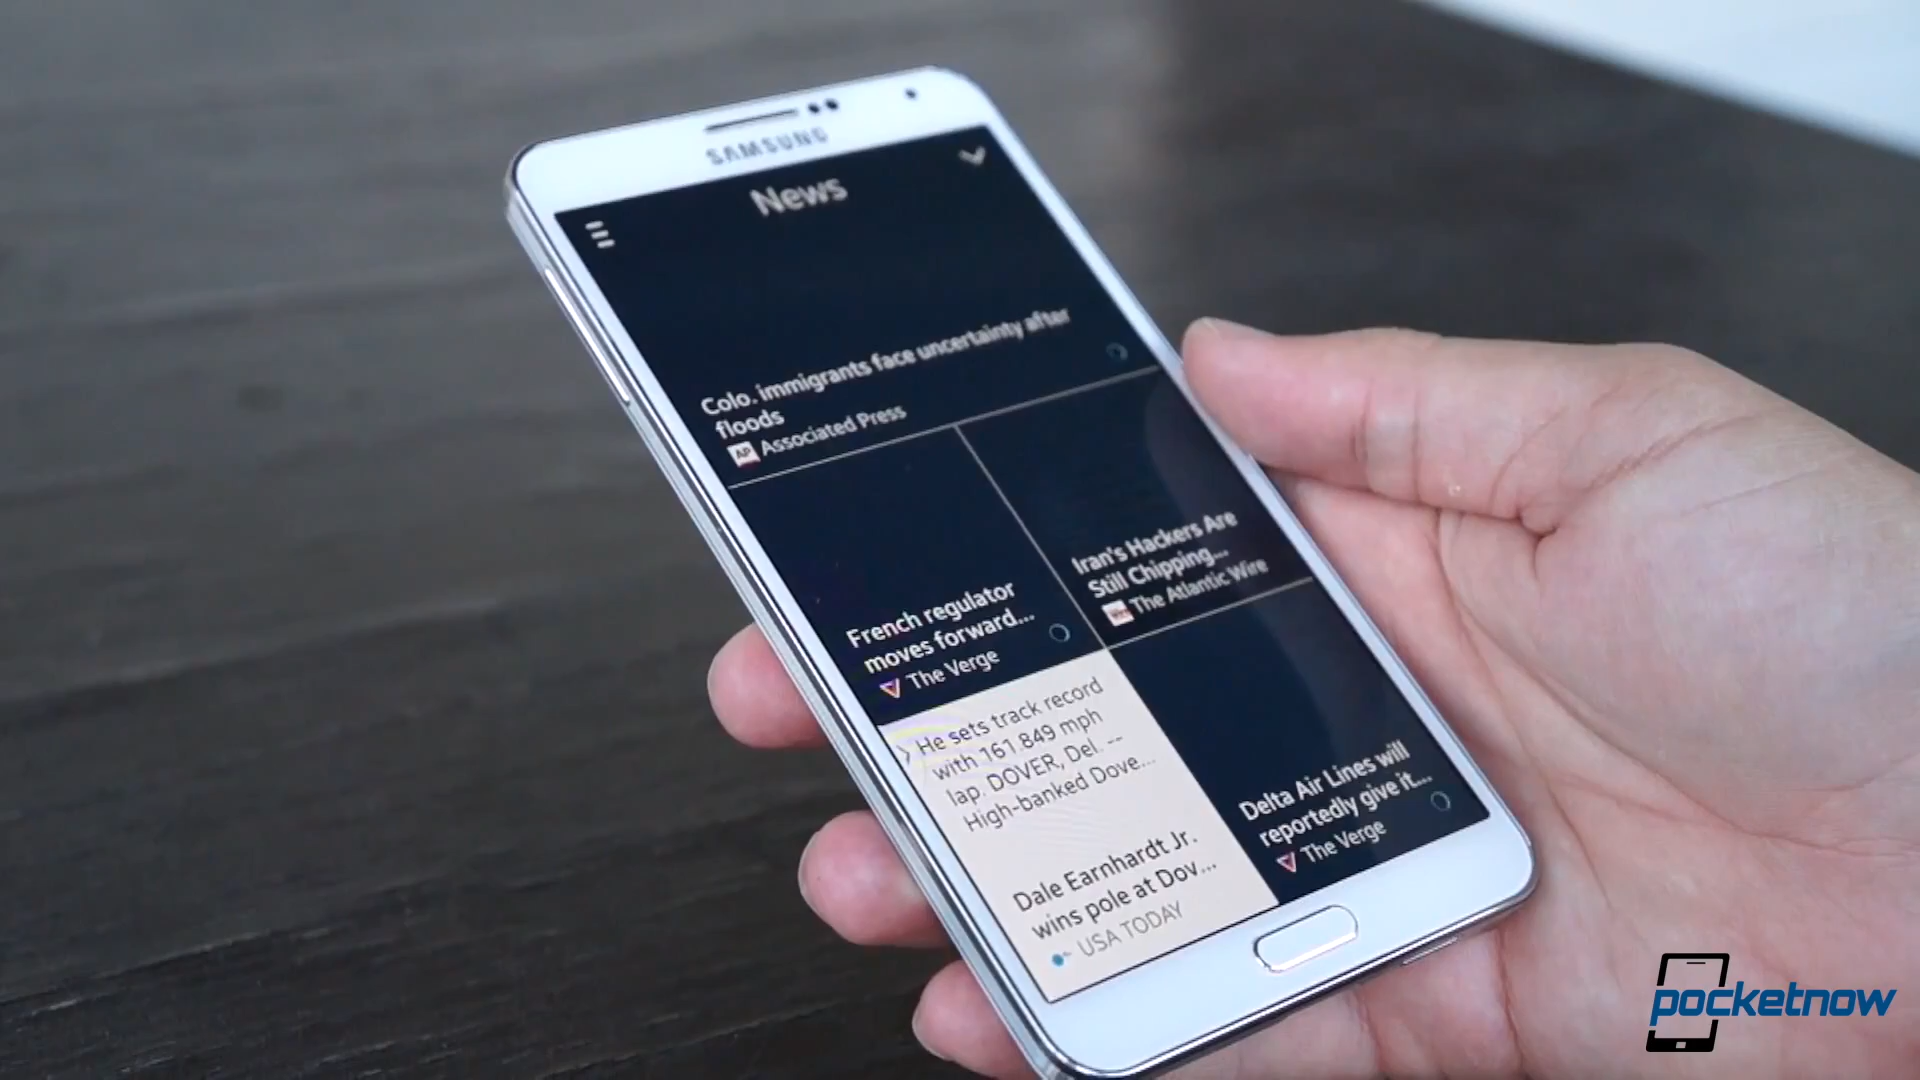 SAMSUNG
News
Colo. immigrants face uncertainty after
floods
AP Associated Press
French regulator
moves forward...
The Verge
Iran's Hackers Are
Still Chipping...
The Atlantic Wire
He sets track record
with 161.849 mph
lap. DOVER, Del. --
High-banked Dove...
Dale Earnhardt Jr.
wins pole at Dov...
USA TODAY
Delta Air Lines will
reportedly give it....
The Verge
pocketnow